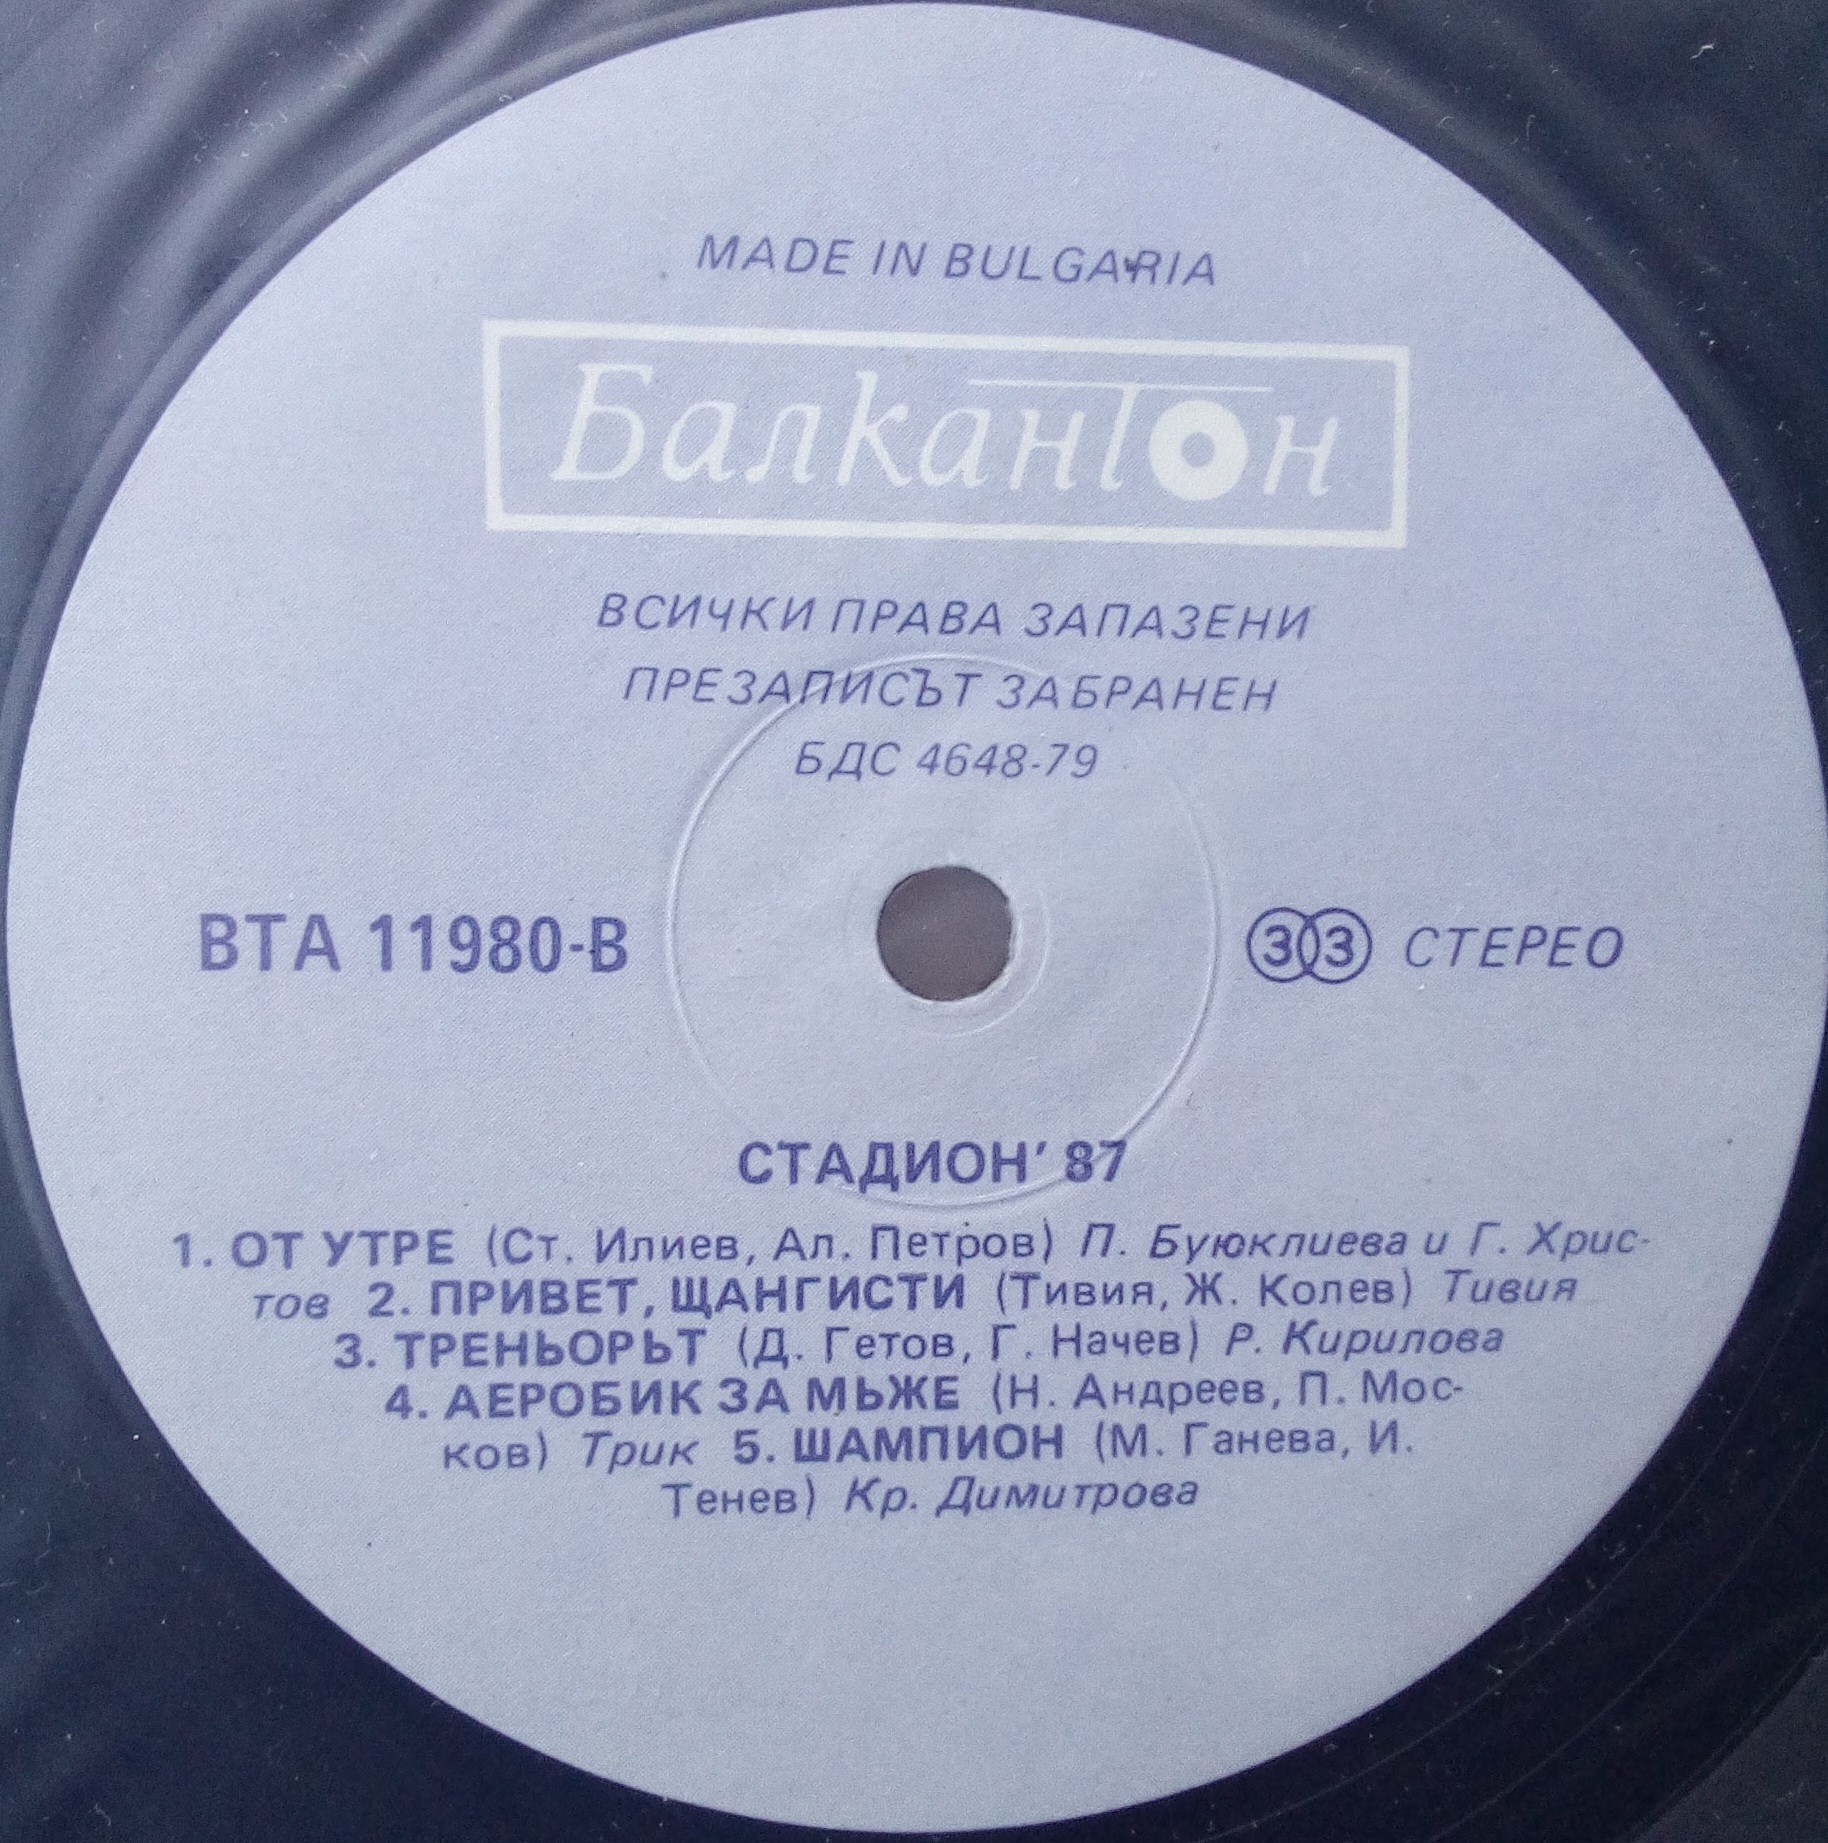 MADE IN BULGARIA
Балкантон
ВСИЧКИ ПРАВА ЗАПАЗЕНИ
ПРЕЗАПИСЪТ ЗАБРАНЕН
БДС 4648-79
ВТА 11980-В
33 СТЕРЕО
СТАДИОН' 87
1. ОТ УТРЕ (Ст. Илиев, Ал. Петров) П. Буюклиева и Г. Хрис-
тов 2. ПРИВЕТ, ЩАНГИСТИ (Тивия, Ж. Колев) Тивия
3. ТРЕНЬОРЬТ (Д. Гетов, Г. Начев) Р. Кирилова
4. АЕРОБИК ЗА МЬЖЕ (Н. Андреев, П. Мос-
ков) Трик 5. ШАМПИОН (М. Ганева, И.
Тенев) Кр. Димитрова